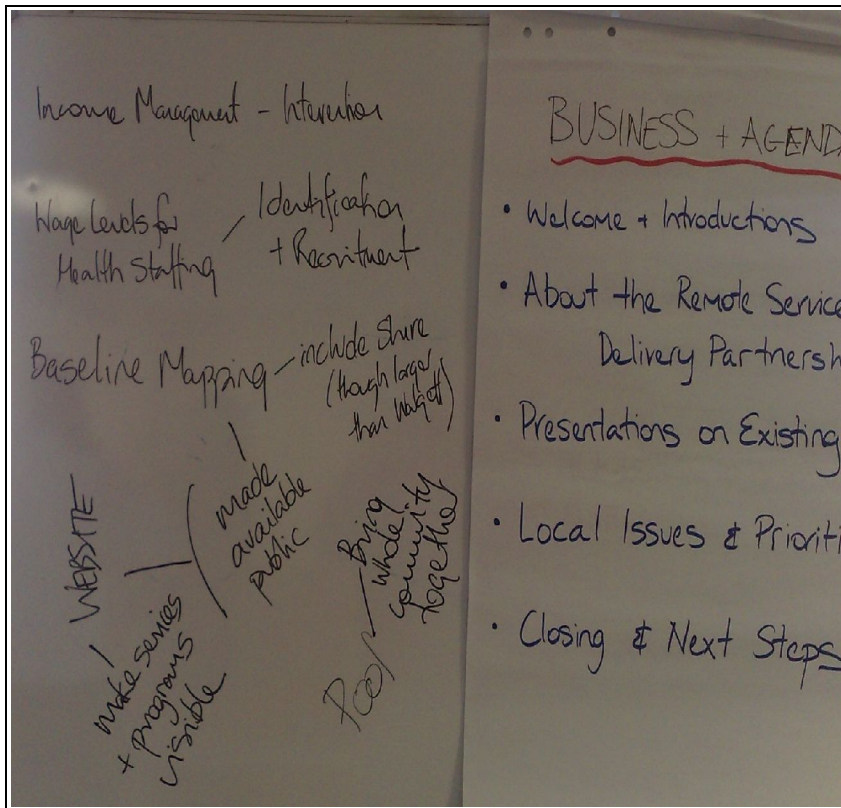 Income Management - Intervention
Wage Levels for
Health Staffing
Identification
+ Recruitment
Baseline Mapping
include Shire
(though larger
than Walgett)
made
available
public
WEBSITE
make services
+ programs
visible
Pool
Bring
whole
community
together
BUSINESS + AGEND
• Welcome + Introductions
• About the Remote Service
Delivery Partnersh
• Presentations on Existing
• Local Issues & Prioriti
• Closing & Next Steps